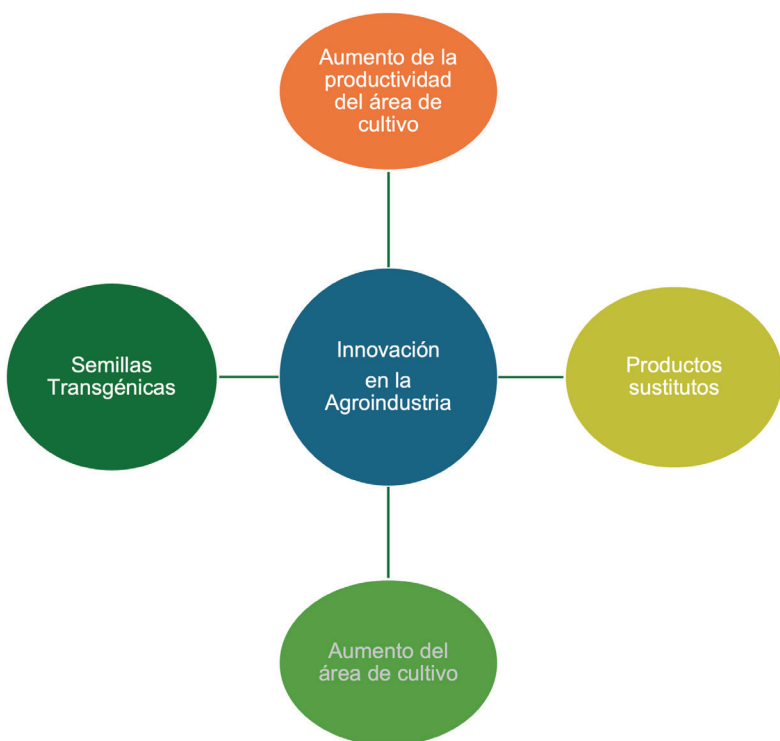 Aumento de la
productividad
del área de
cultivo
Semillas
Transgénicas
Innovación
en la
Agroindustria
Productos
sustitutos
Aumento del
área de cultivo